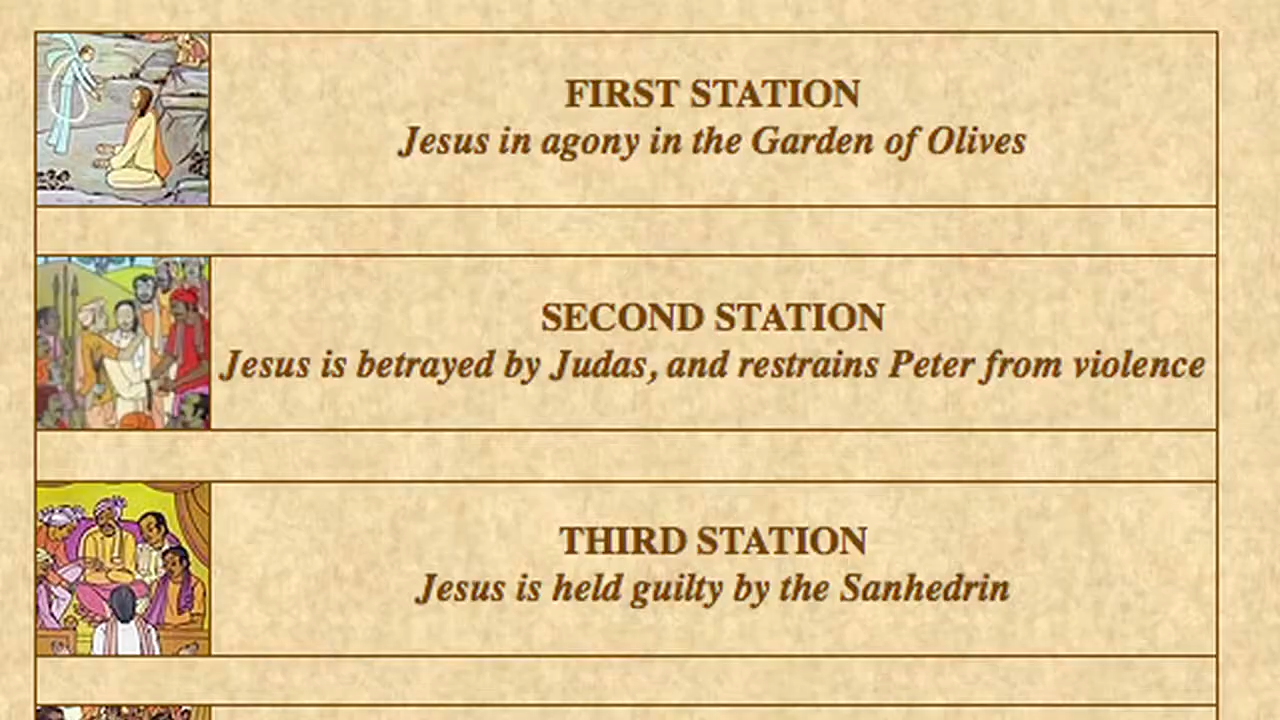 FIRST STATION
Jesus in agony in the Garden of Olives
SECOND STATION
Jesus is betrayed by Judas, and restrains Peter from violence
THIRD STATION
Jesus is held guilty by the Sanhedrin